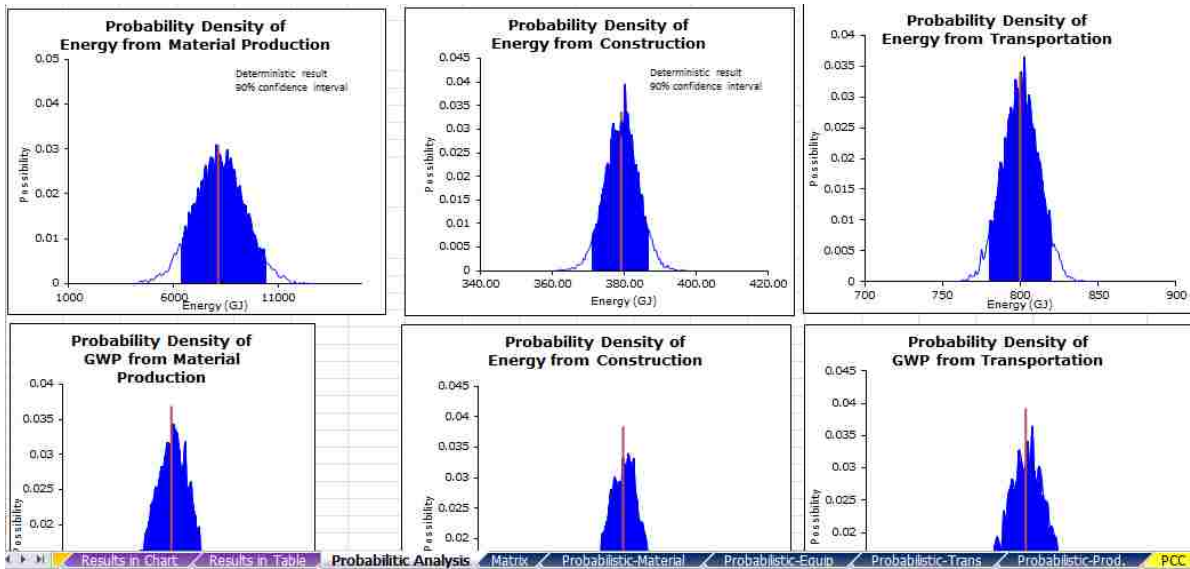 Probability Density of
Energy from Material Production
0.05
0.04
0.03
0.02
0.01
0
Possibility
Deterministic result
90% confidence interval
1000
6000
11000
Energy (GJ)
Probability Density of
Energy from Construction
0.045
0.04
0.035
0.03
0.025
0.02
0.015
0.01
0.005
0
Possibility
Deterministic result
90% confidence interval
340.00
360.00
380.00
400.00
420.00
Energy (GJ)
Probability Density of
Energy from Transportation
0.04
0.035
0.03
0.025
0.02
0.015
0.01
0.005
0
Possibility
700
750
800
850
900
Energy (GJ)
Probability Density of
GWP from Material
Production
0.04
0.035
0.03
0.025
0.02
Possibility
Probability Density of
Energy from Construction
0.045
0.04
0.035
0.03
0.025
0.02
Possibility
Probability Density of
GWP from Transportation
0.045
0.04
0.035
0.03
0.025
0.02
Possibility
Results in Chart
Results in Table
Probabilitic Analysis
Matrix
Probabilistic-Material
Probabilistic-Equip
Probabilistic-Trans
Probabilistic-Prod.
PCC